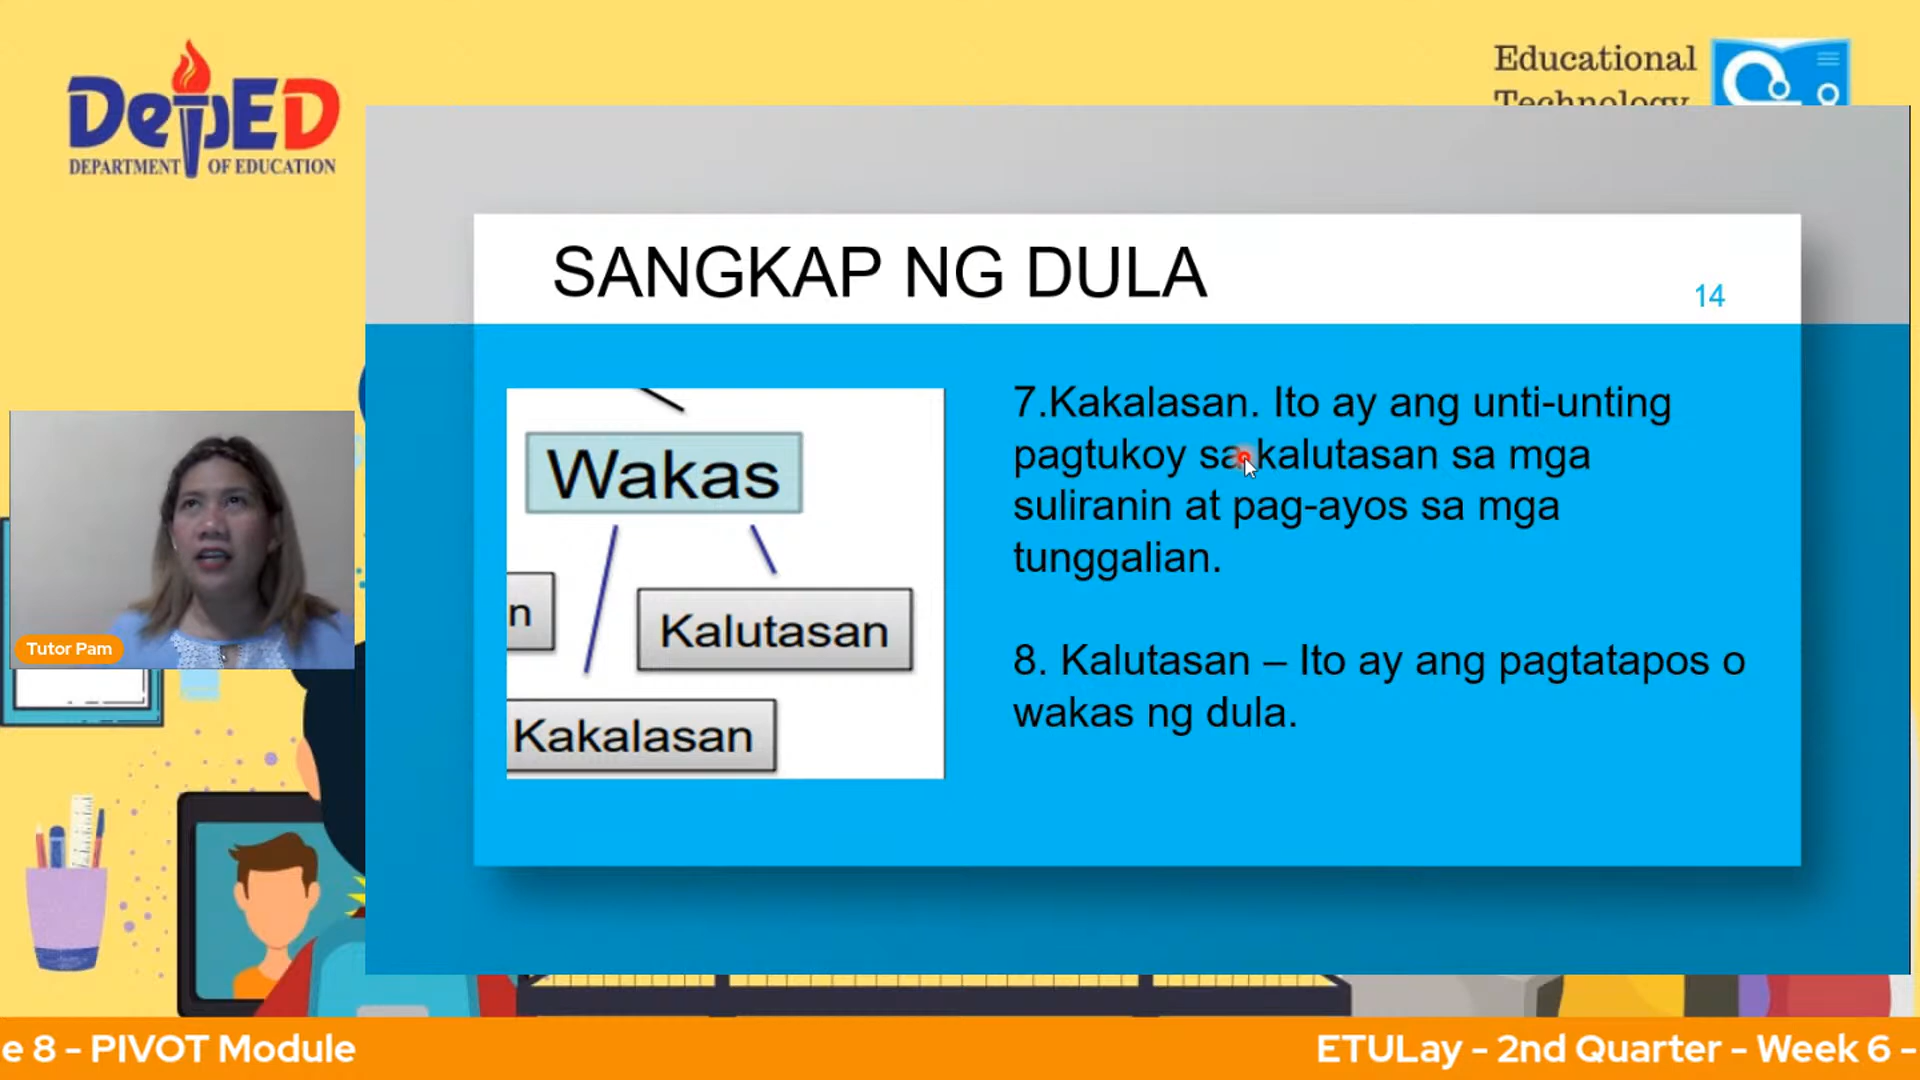 DepED
DEPARTMENT OF EDUCATION
Educational
Technology
SANGKAP NG DULA
14
Wakas
n
Kalutasan
Kakalasan
7.Kakalasan. Ito ay ang unti-unting
pagtukoy sa kalutasan sa mga
suliranin at pag-ayos sa mga
tunggalian.
8. Kalutasan – Ito ay ang pagtatapos o
wakas ng dula.
Tutor Pam
e 8 - PIVOT Module
ETULay - 2nd Quarter - Week 6 -